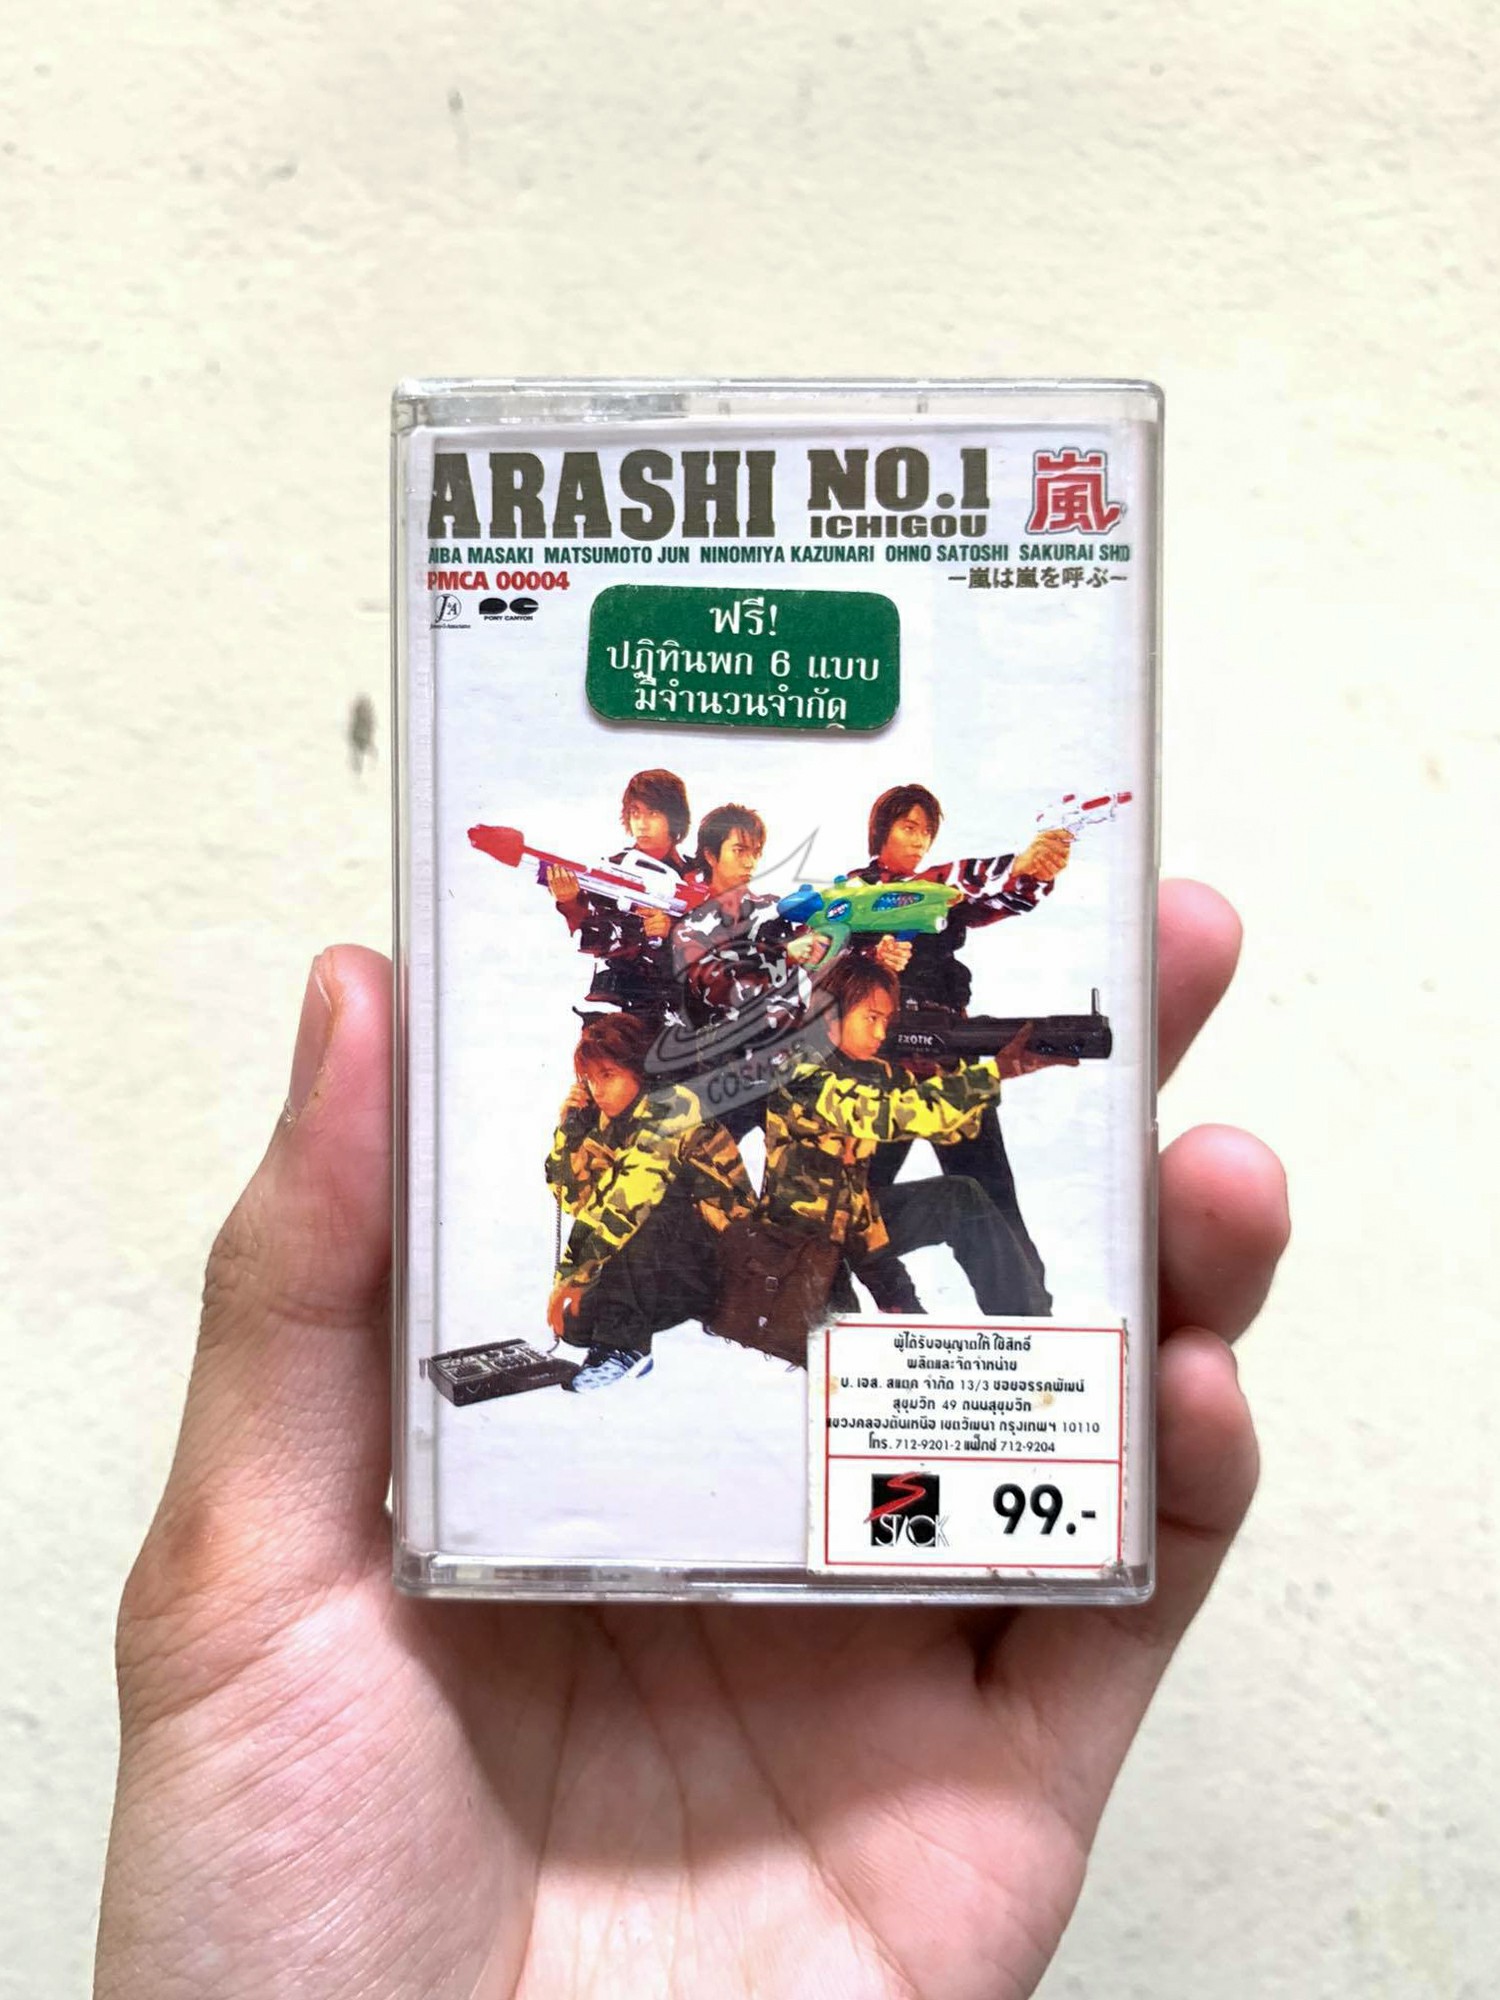 ARASHI NO.1
ICHIGOU
嵐
AIBA MASAKI MATSUMOTO JUN NINOMIYA KAZUNARI OHNO SATOSHI SAKURAI SHO
PMCA 00004
ー嵐は嵐を呼ぶー
J&A
PONY CANYON
ฟรี!
ปฏิทินพก 6 แบบ
มีจำนวนจำกัด
EXOTIC
COSMOS
ผู้ได้รับอนุญาตให้ ใช้สิทธิ์
ผลิตและจัดจำหน่าย
บ. เอส. สแตค จำกัด 13/3 ซอยอรรคพัฒน์
สุขุมวิท 49 ถนนสุขุมวิท
แขวงคลองตันเหนือ เขตวัฒนา กรุงเทพฯ 10110
โทร. 712-9201-2 แฟ็กซ์ 712-9204
S STACK
99.-